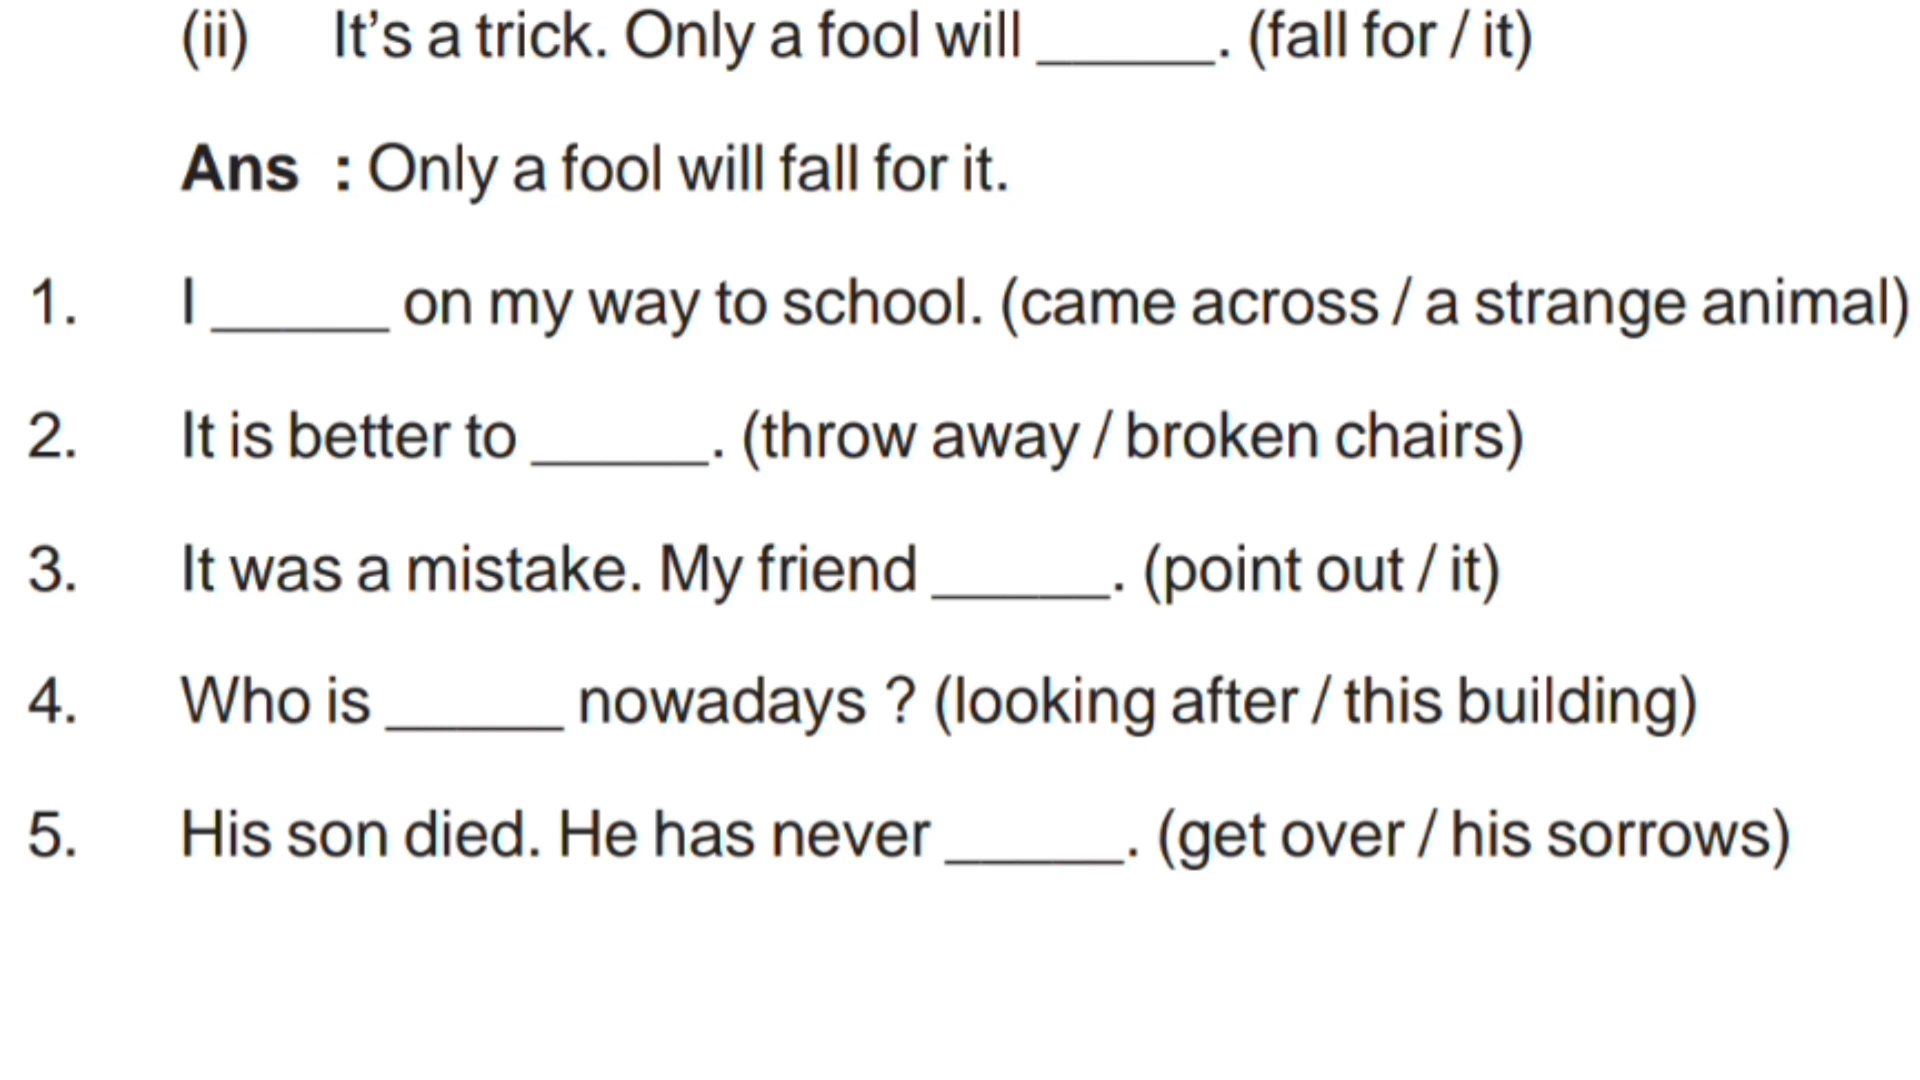 (ii) It’s a trick. Only a fool will ______. (fall for / it)
Ans : Only a fool will fall for it.
1. I ______ on my way to school. (came across / a strange animal)
2. It is better to ______. (throw away / broken chairs)
3. It was a mistake. My friend ______. (point out / it)
4. Who is ______ nowadays ? (looking after / this building)
5. His son died. He has never ______. (get over / his sorrows)